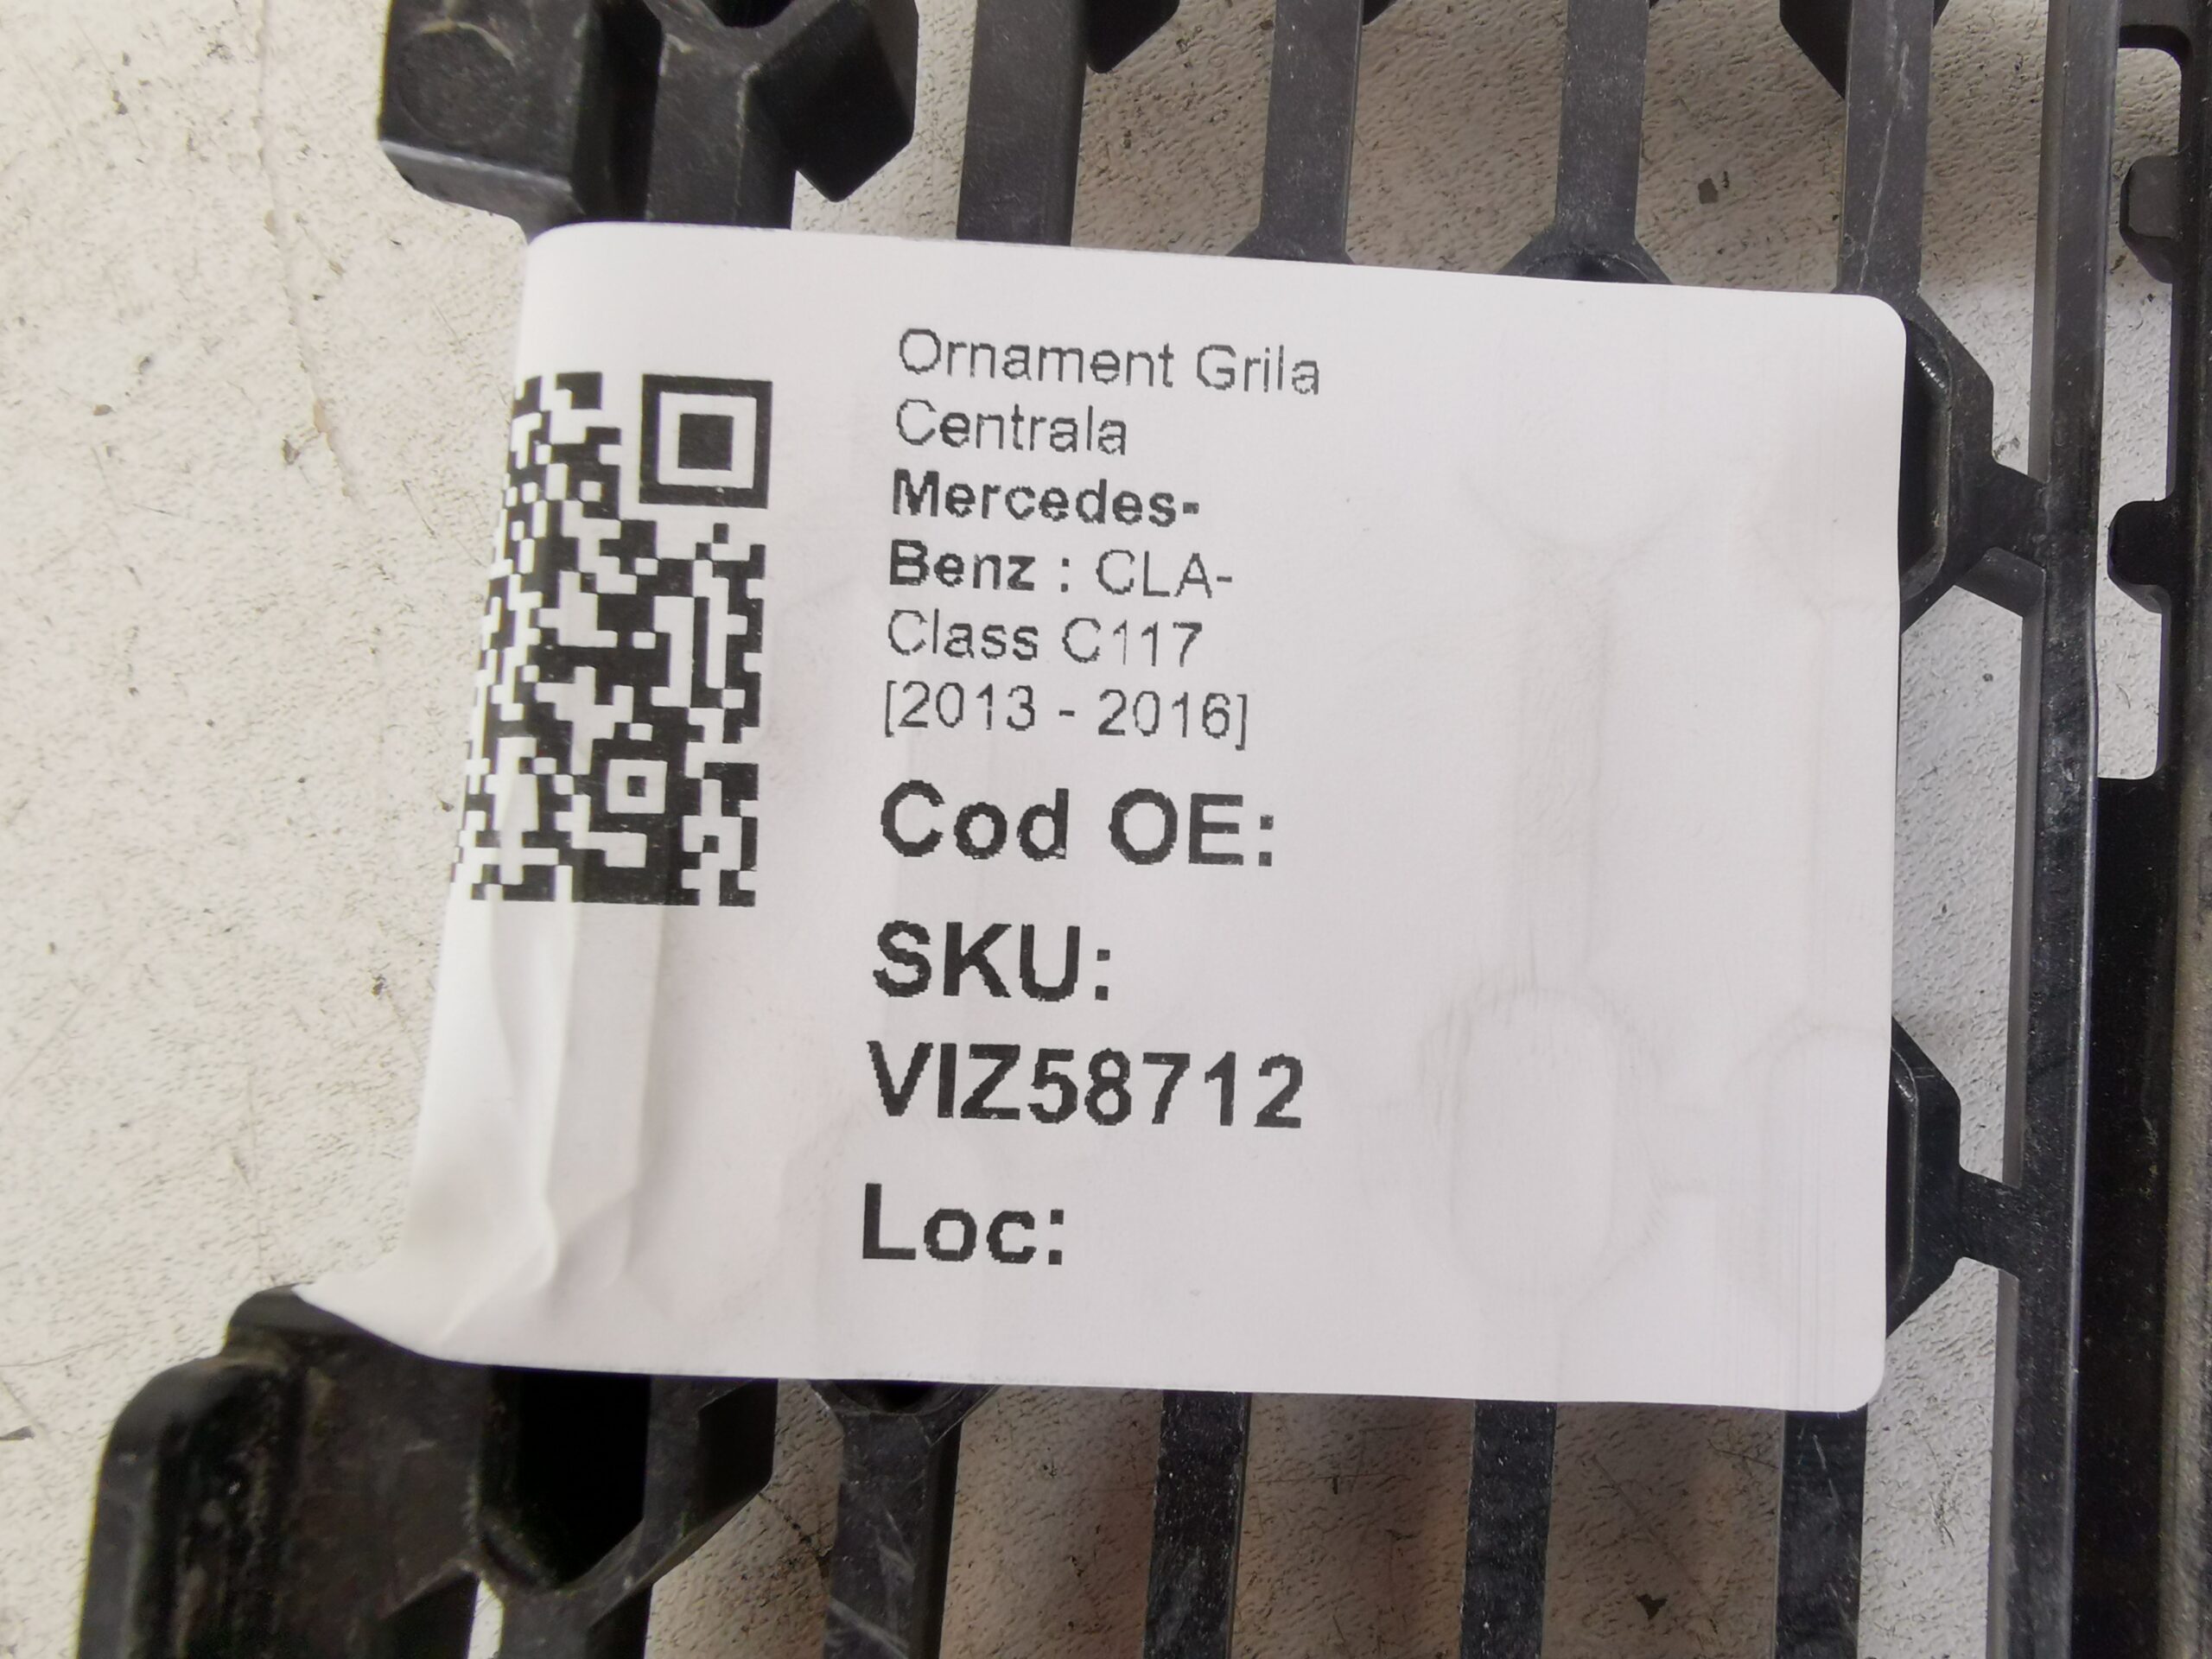 Ornament Grila
Centrala
Mercedes-
Benz : CLA-
Class C117
[2013 - 2016]
Cod OE:
SKU:
VIZ58712
Loc: